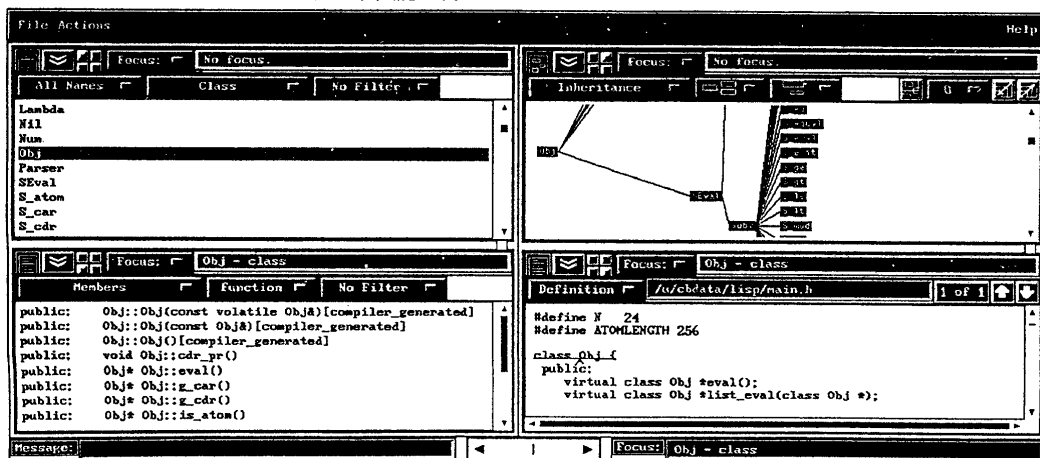 File Actions
Help
Focus:
No focus.
All Names
Class
No Filter
Lambda
Nil
Num
Obj
Parser
SEval
S_atom
S_car
S_cdr
Focus:
No focus.
Inheritance
0
Obj
SEval
Subr
Focus:
Obj - class
Members
function
No Filter
public: Obj::Obj(const volatile Obj&)[compiler_generated]
public: Obj::Obj(const Obj&)[compiler_generated]
public: Obj::Obj()[compiler_generated]
public: void Obj::cdr_pr()
public: Obj* Obj::eval()
public: Obj* Obj::g_car()
public: Obj* Obj::g_cdr()
public: Obj* Obj::is_atom()
Focus:
Obj - class
Definition
/u/cbdata/lisp/main.h
1 of 1
#define N 24
#define ATOMLENGTH 256
class Obj {
public:
virtual class Obj *eval();
virtual class Obj *list_eval(class Obj *);
Message:
Focus:
Obj - class